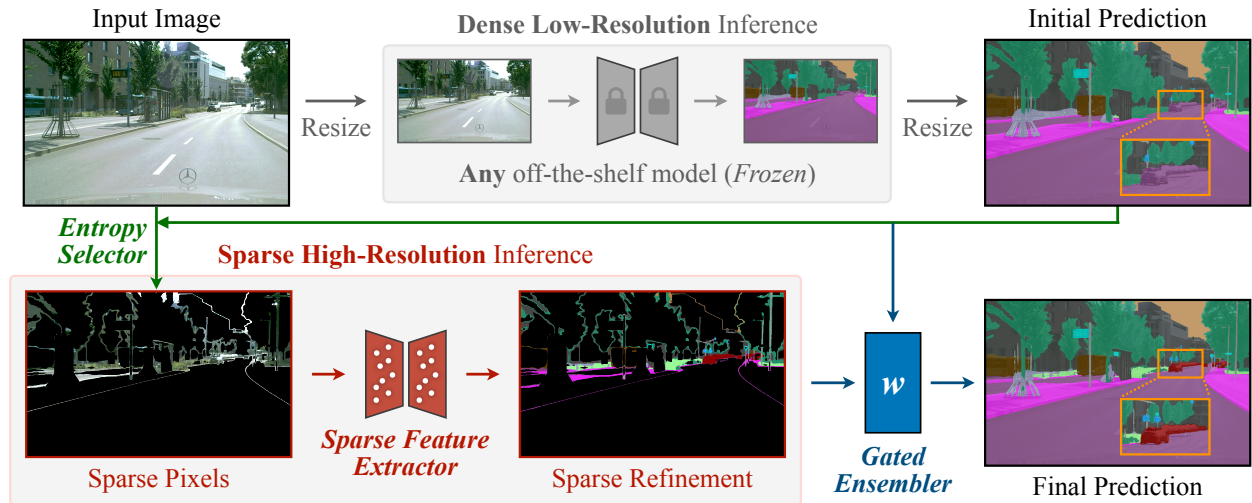 Input Image
Dense Low-Resolution Inference
Initial Prediction
Resize
Resize
Any off-the-shelf model (Frozen)
Entropy
Selector
Sparse High-Resolution Inference
w
Sparse Feature
Extractor
Gated
Ensembler
Sparse Pixels
Sparse Refinement
Final Prediction